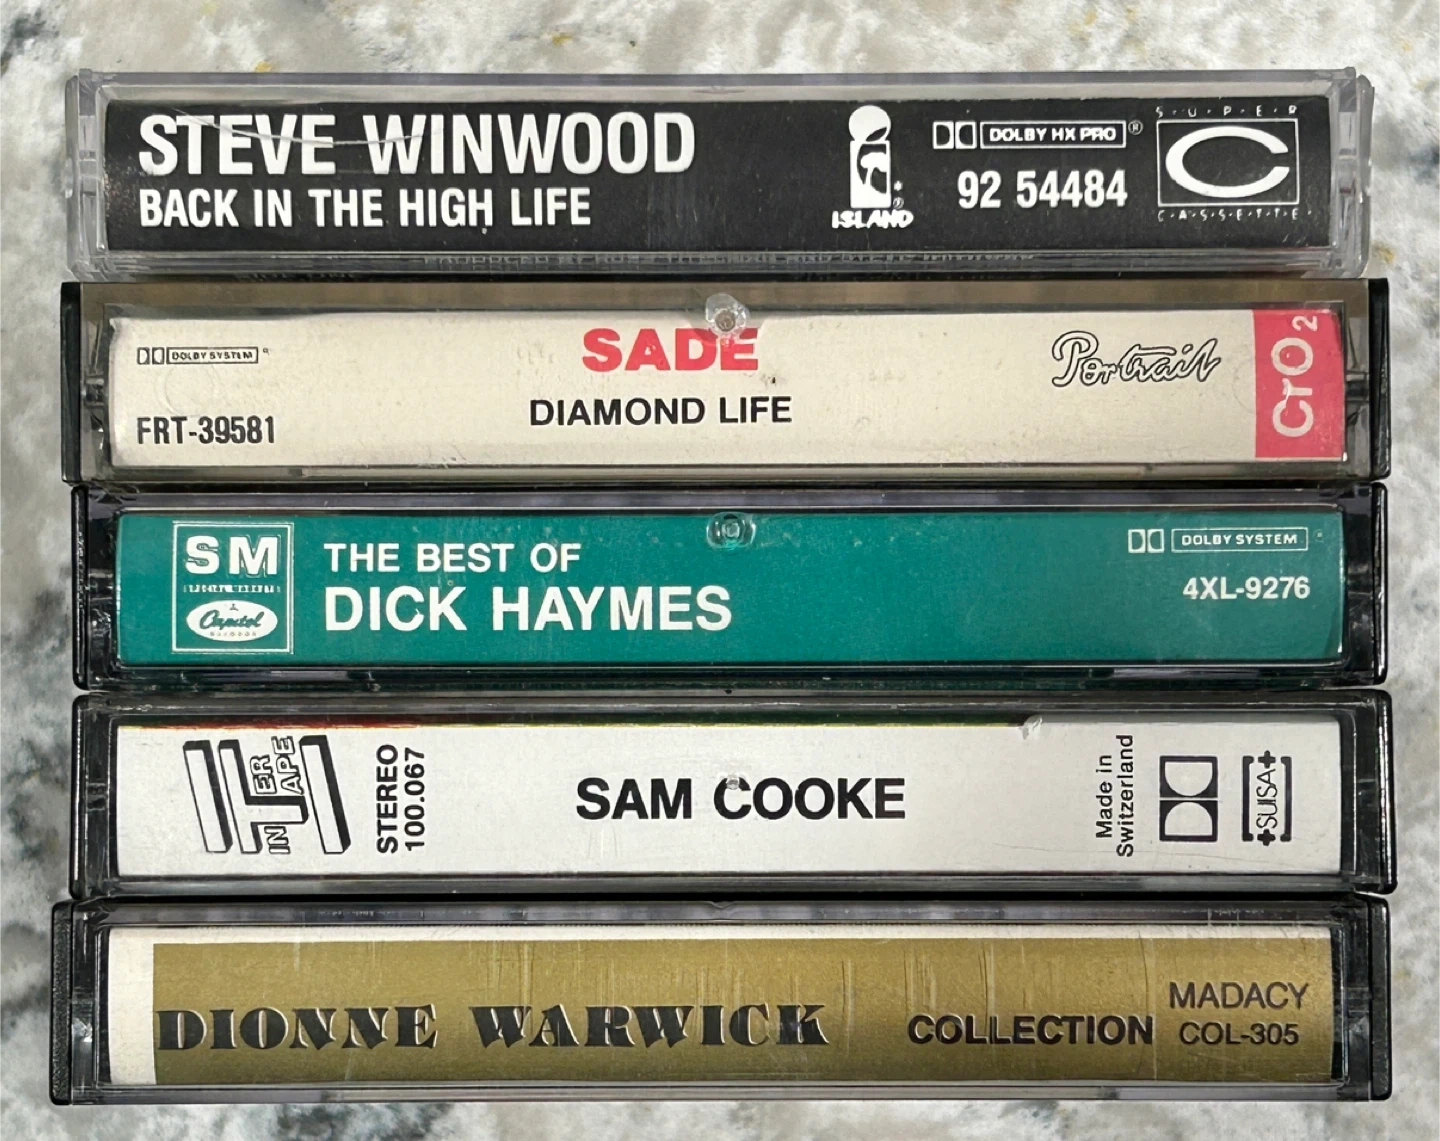 STEVE WINWOOD
BACK IN THE HIGH LIFE
ISLAND
DOLBY HX PRO ®
92 54484
SUPER
C
CASSETTE
DOLBY SYSTEM
FRT-39581
SADE
DIAMOND LIFE
Portrait
CrO2
SM
Capitol
RECORDS
THE BEST OF
DICK HAYMES
DOLBY SYSTEM
4XL-9276
INTERTAPE
STEREO
100.067
SAM COOKE
Made in
Switzerland
+SUISA+
DIONNE WARWICK
COLLECTION
MADACY
COL-305